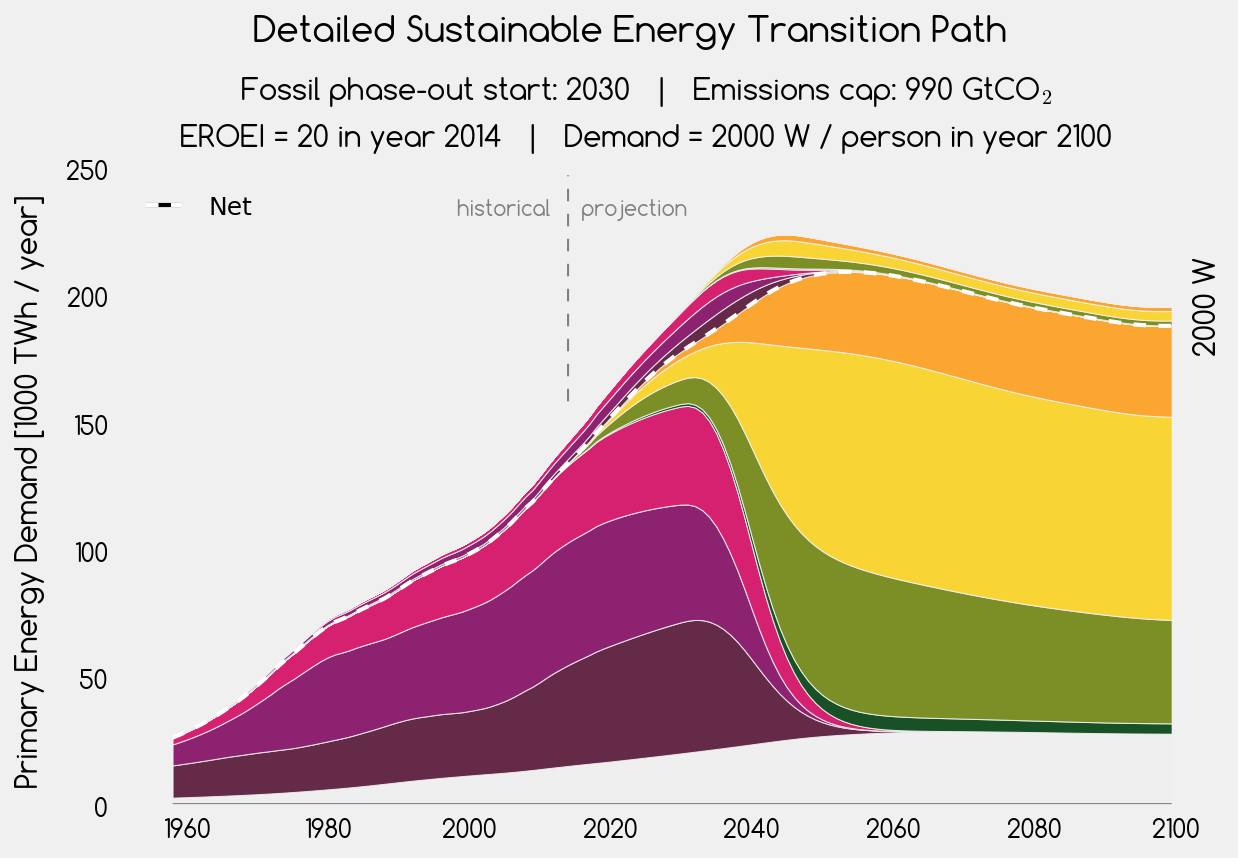 Detailed Sustainable Energy Transition Path
Fossil phase-out start: 2030 | Emissions cap: 990 GtCO₂
EROEI = 20 in year 2014 | Demand = 2000 W / person in year 2100
Primary Energy Demand [1000 TWh / year]
250
200
150
100
50
0
Net
historical
projection
2000 W
1960 1980 2000 2020 2040 2060 2080 2100